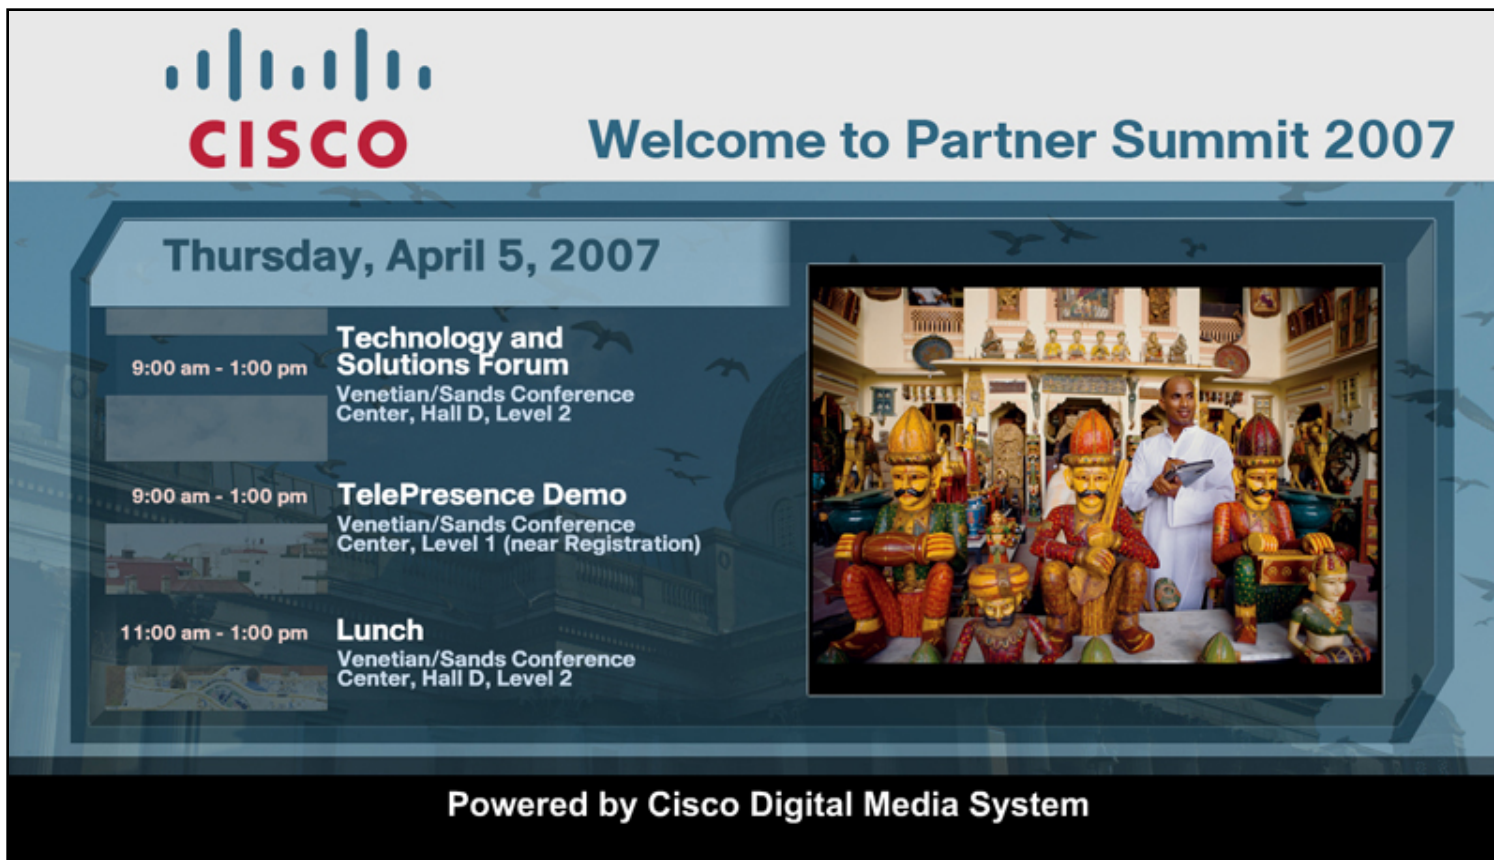 CISCO
Welcome to Partner Summit 2007
Thursday, April 5, 2007
9:00 am - 1:00 pm
Technology and
Solutions Forum
Venetian/Sands Conference
Center, Hall D, Level 2
9:00 am - 1:00 pm
TelePresence Demo
Venetian/Sands Conference
Center, Level 1 (near Registration)
11:00 am - 1:00 pm
Lunch
Venetian/Sands Conference
Center, Hall D, Level 2
Powered by Cisco Digital Media System